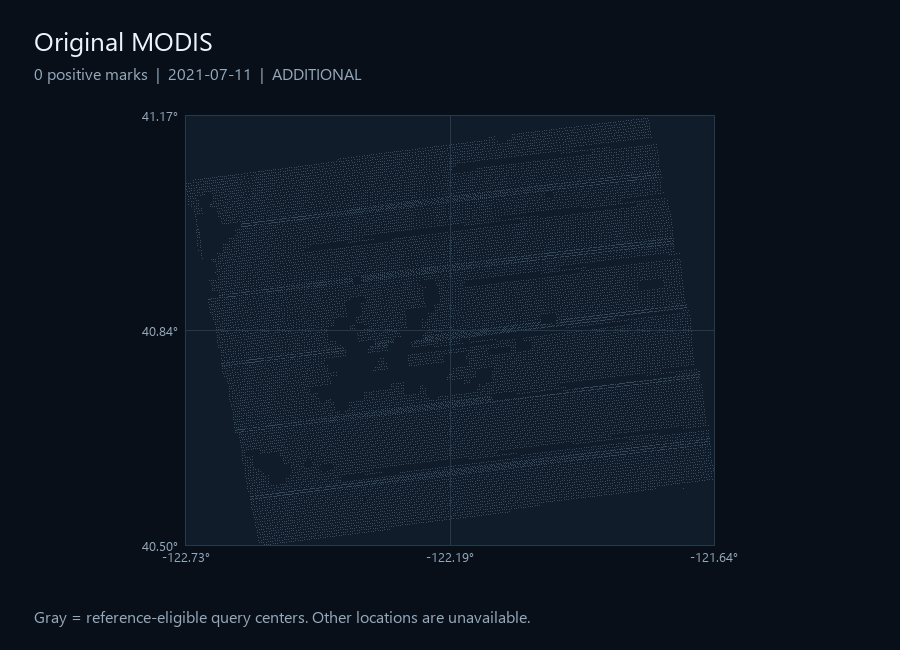 Original MODIS
0 positive marks | 2021-07-11 | ADDITIONAL
41.17°
40.84°
40.50°
-122.73° -122.19° -121.64°
Gray = reference-eligible query centers. Other locations are unavailable.